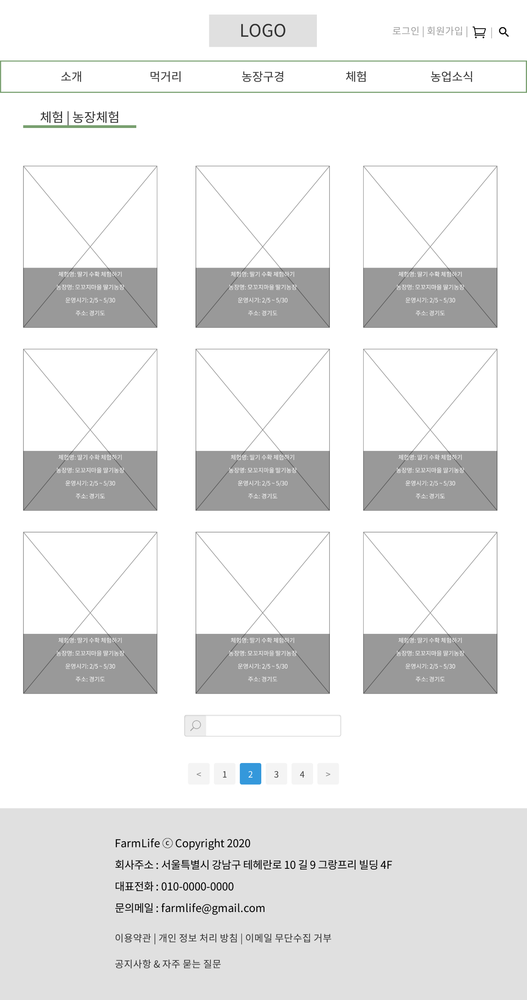 LOGO
로그인 | 회원가입 |
|
소개 먹거리 농장구경 체험 농업소식
체험 | 농장체험
체험명: 딸기 수확 체험하기
농장명: 모꼬지마을 딸기농장
운영시기: 2/5 ~ 5/30
주소: 경기도
체험명: 딸기 수확 체험하기
농장명: 모꼬지마을 딸기농장
운영시기: 2/5 ~ 5/30
주소: 경기도
체험명: 딸기 수확 체험하기
농장명: 모꼬지마을 딸기농장
운영시기: 2/5 ~ 5/30
주소: 경기도
체험명: 딸기 수확 체험하기
농장명: 모꼬지마을 딸기농장
운영시기: 2/5 ~ 5/30
주소: 경기도
체험명: 딸기 수확 체험하기
농장명: 모꼬지마을 딸기농장
운영시기: 2/5 ~ 5/30
주소: 경기도
체험명: 딸기 수확 체험하기
농장명: 모꼬지마을 딸기농장
운영시기: 2/5 ~ 5/30
주소: 경기도
체험명: 딸기 수확 체험하기
농장명: 모꼬지마을 딸기농장
운영시기: 2/5 ~ 5/30
주소: 경기도
체험명: 딸기 수확 체험하기
농장명: 모꼬지마을 딸기농장
운영시기: 2/5 ~ 5/30
주소: 경기도
체험명: 딸기 수확 체험하기
농장명: 모꼬지마을 딸기농장
운영시기: 2/5 ~ 5/30
주소: 경기도
< 1 2 3 4 >
FarmLife ⓒ Copyright 2020
회사주소 : 서울특별시 강남구 테헤란로 10 길 9 그랑프리 빌딩 4F
대표전화 : 010-0000-0000
문의메일 : farmlife@gmail.com
이용약관 | 개인 정보 처리 방침 | 이메일 무단수집 거부
공지사항 & 자주 묻는 질문